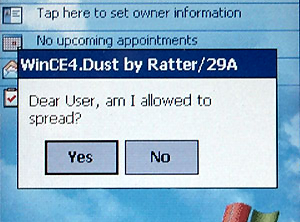 Tap here to set owner information
No upcoming appointments
WinCE4.Dust by Ratter/29A
Dear User, am I allowed to
spread?
Yes No